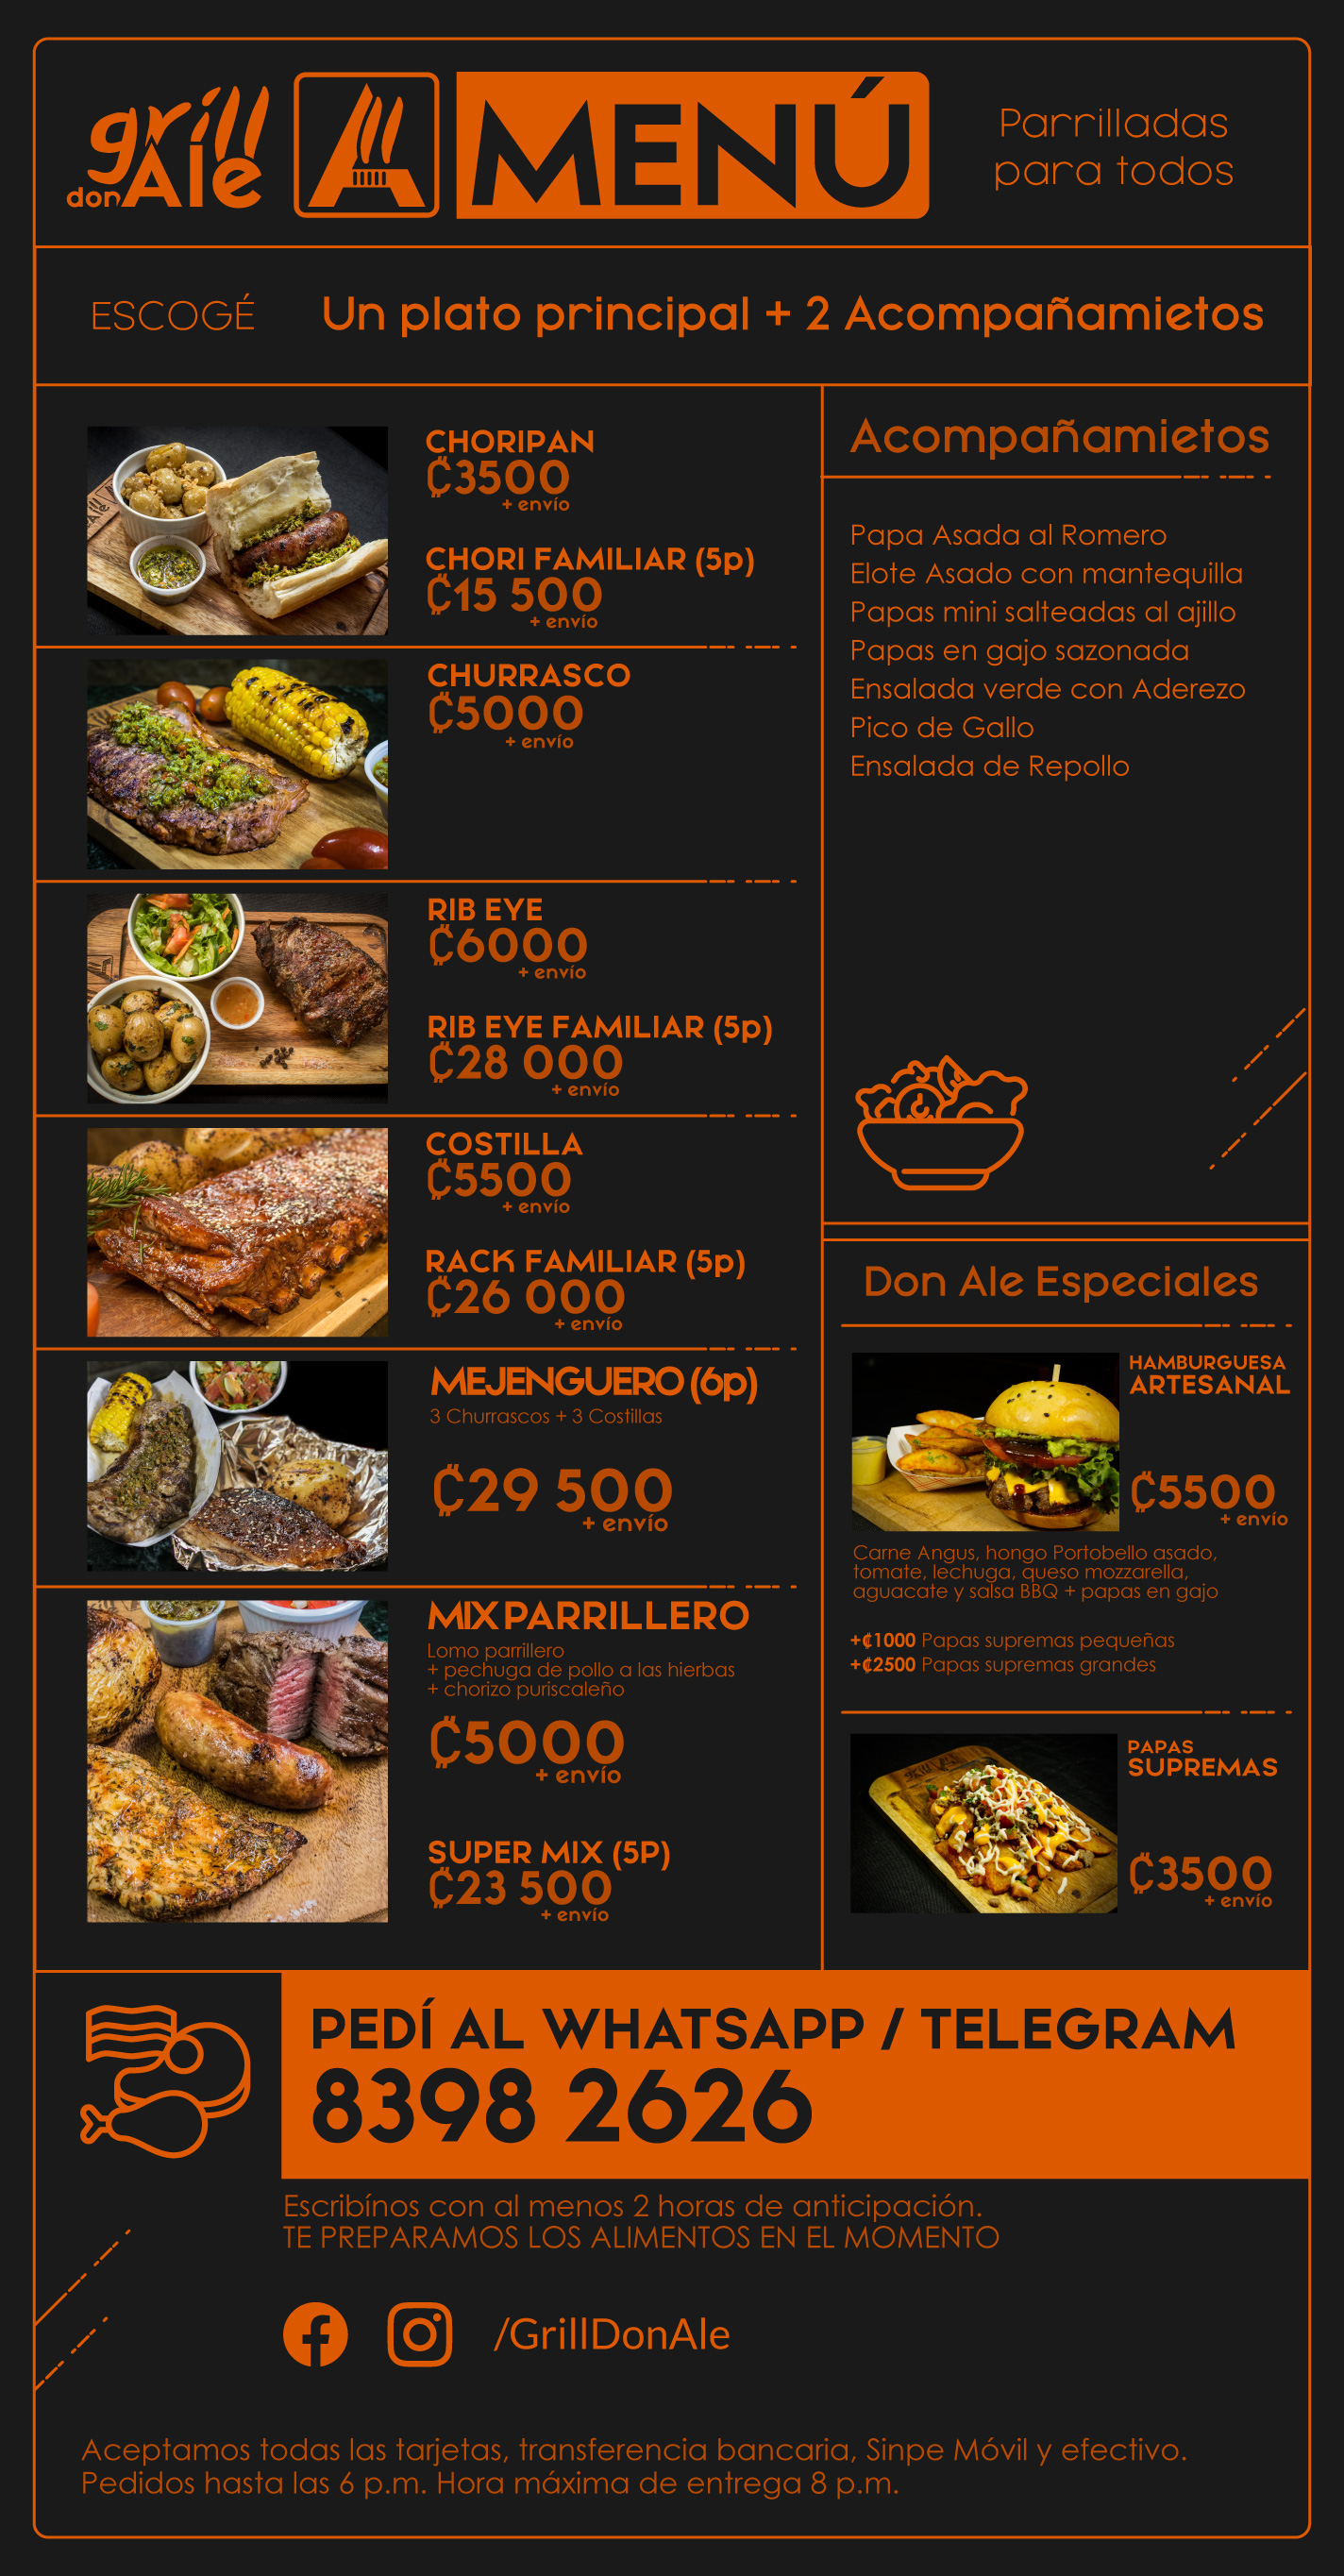 grill
don Ale
MENÚ
Parrilladas
para todos
ESCOGÉ
Un plato principal + 2 Acompañamietos
CHORIPAN
₡3500
+ envío
CHORI FAMILIAR (5p)
₡15 500
+ envío
CHURRASCO
₡5000
+ envío
RIB EYE
₡6000
+ envío
RIB EYE FAMILIAR (5p)
₡28 000
+ envío
COSTILLA
₡5500
+ envío
RACK FAMILIAR (5p)
₡26 000
+ envío
MEJENGUERO (6p)
3 Churrascos + 3 Costillas
₡29 500
+ envío
MIX PARRILLERO
Lomo parrillero
+ pechuga de pollo a las hierbas
+ chorizo puriscaleño
₡5000
+ envío
SUPER MIX (5P)
₡23 500
+ envío
Acompañamietos
Papa Asada al Romero
Elote Asado con mantequilla
Papas mini salteadas al ajillo
Papas en gajo sazonada
Ensalada verde con Aderezo
Pico de Gallo
Ensalada de Repollo
Don Ale Especiales
HAMBURGUESA
ARTESANAL
₡5500
+ envío
Carne Angus, hongo Portobello asado,
tomate, lechuga, queso mozzarella,
aguacate y salsa BBQ + papas en gajo
+₡1000 Papas supremas pequeñas
+₡2500 Papas supremas grandes
PAPAS
SUPREMAS
₡3500
+ envío
PEDÍ AL WHATSAPP / TELEGRAM
8398 2626
Escribínos con al menos 2 horas de anticipación.
TE PREPARAMOS LOS ALIMENTOS EN EL MOMENTO
/GrillDonAle
Aceptamos todas las tarjetas, transferencia bancaria, Sinpe Móvil y efectivo.
Pedidos hasta las 6 p.m. Hora máxima de entrega 8 p.m.